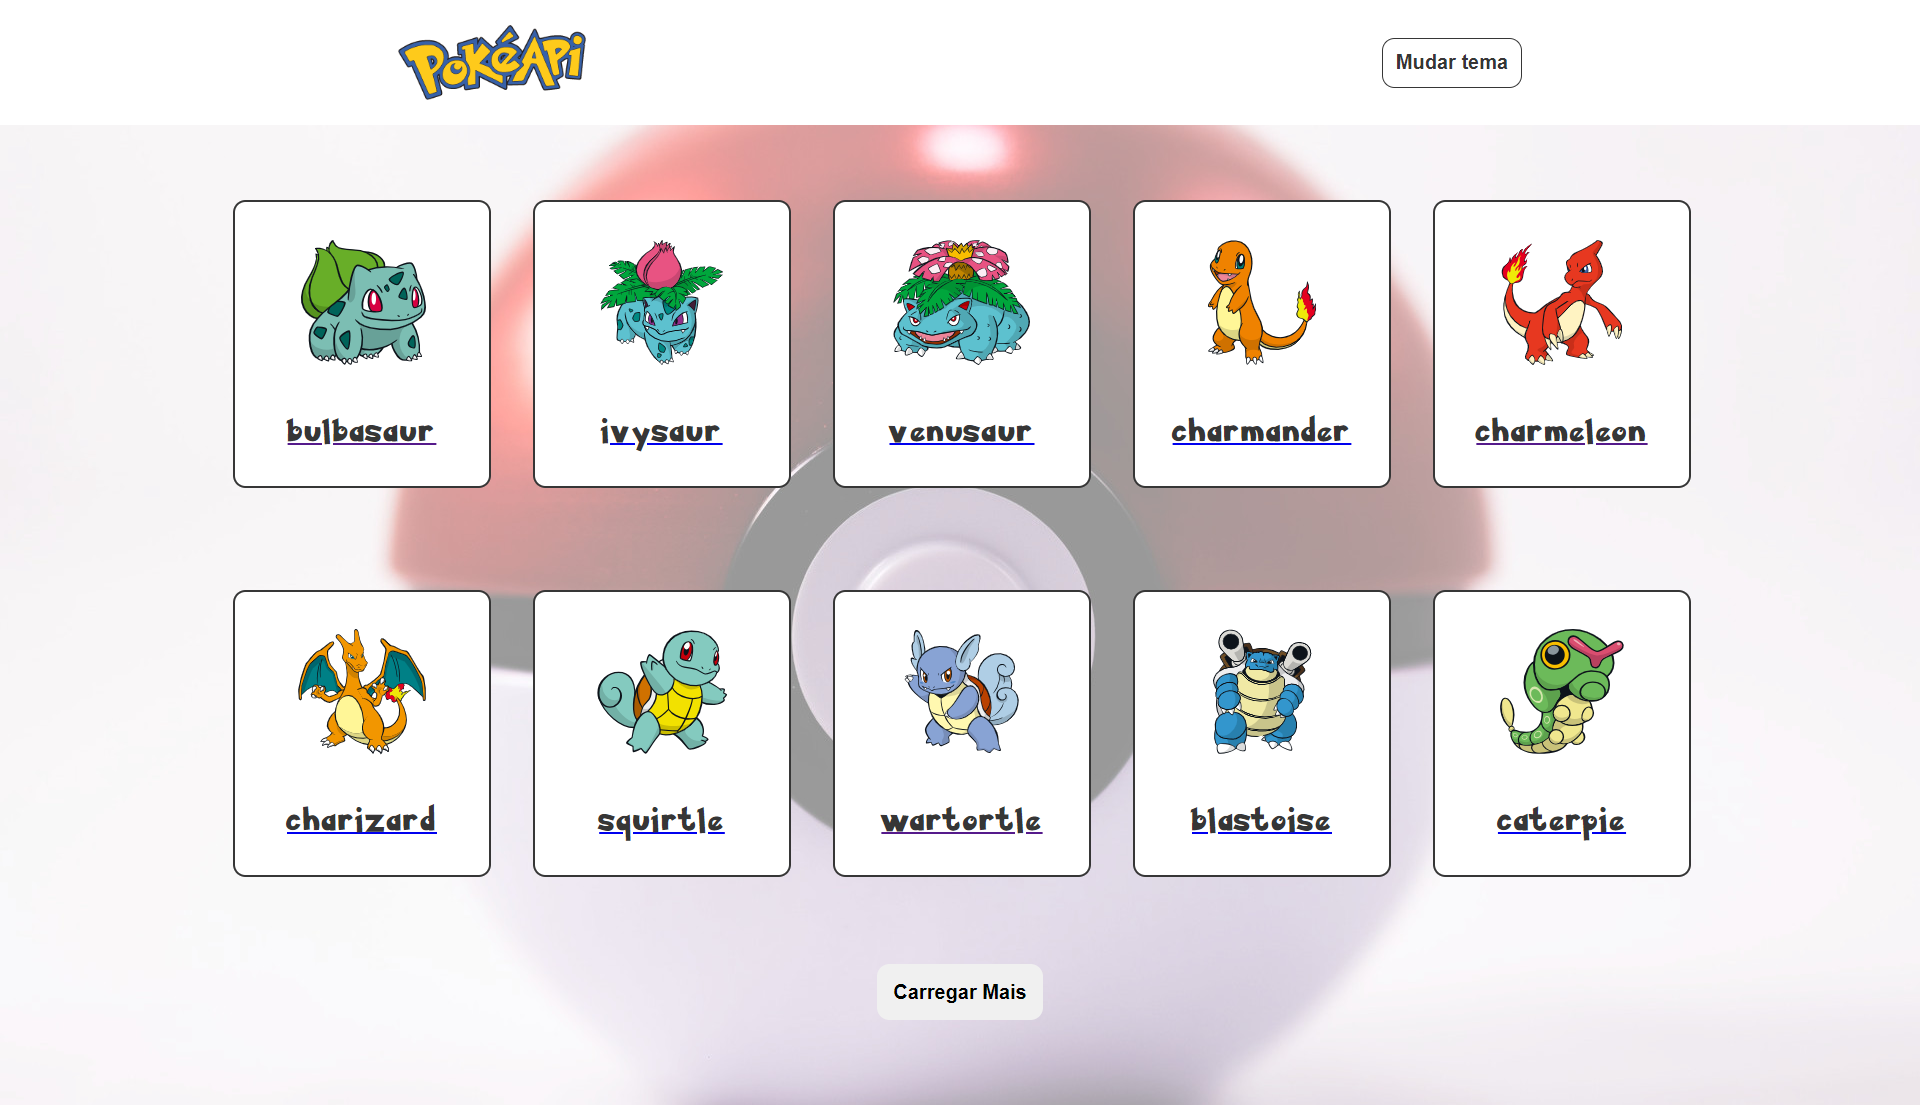 PokéApi
Mudar tema
bulbasaur
ivysaur
venusaur
charmander
charmeleon
charizard
squirtle
wartortle
blastoise
caterpie
Carregar Mais